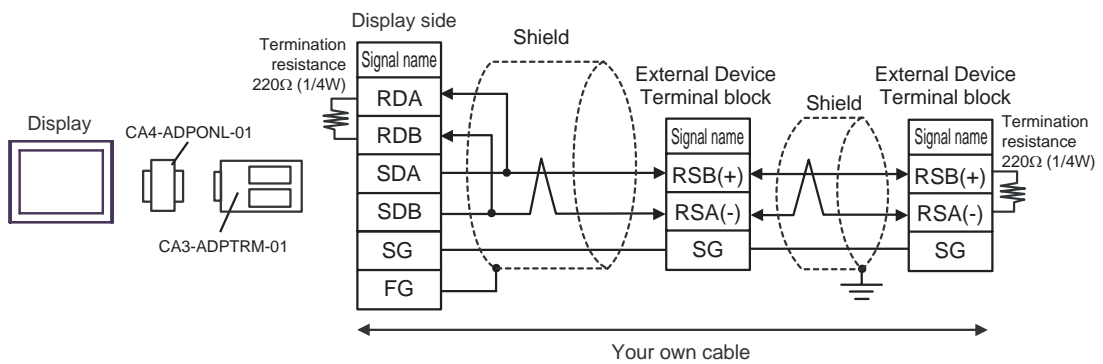 Display side
Shield
Termination
resistance
220Ω (1/4W)
Signal name
RDA
RDB
SDA
SDB
SG
FG
Display
CA4-ADPONL-01
CA3-ADPTRM-01
External Device
Terminal block
Signal name
RSB(+)
RSA(-)
SG
Shield
External Device
Terminal block
Signal name
RSB(+)
RSA(-)
SG
Termination
resistance
220Ω (1/4W)
Your own cable